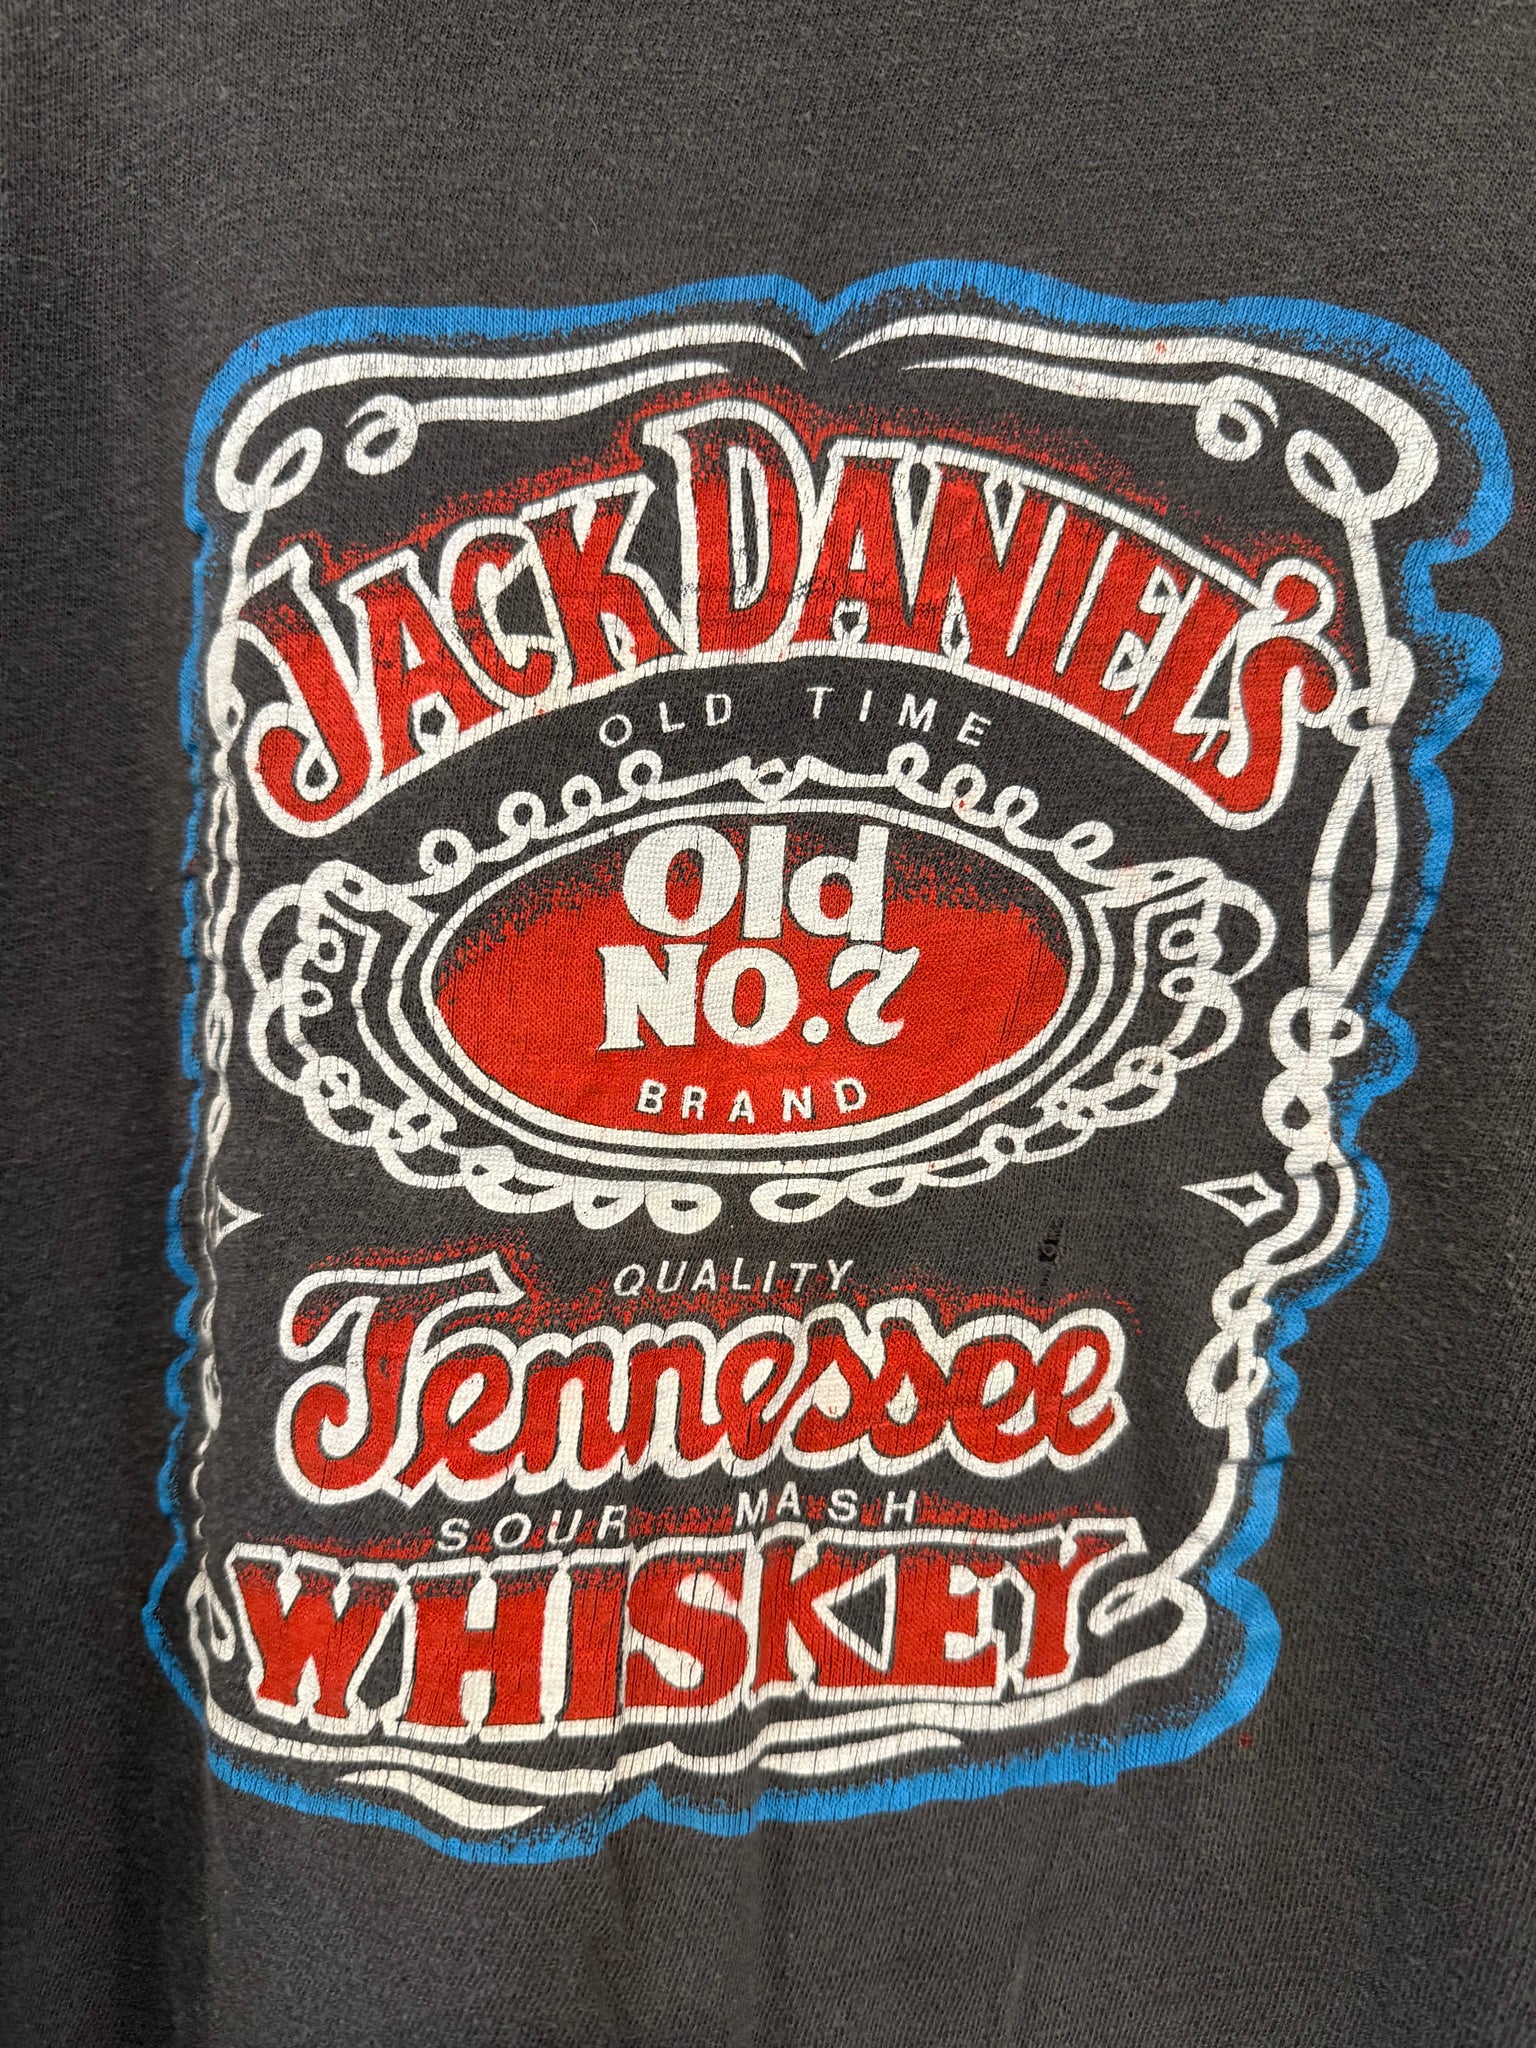 JACK DANIEL'S
OLD TIME
Old
No.7
BRAND
QUALITY
Tennessee
SOUR MASH
WHISKEY